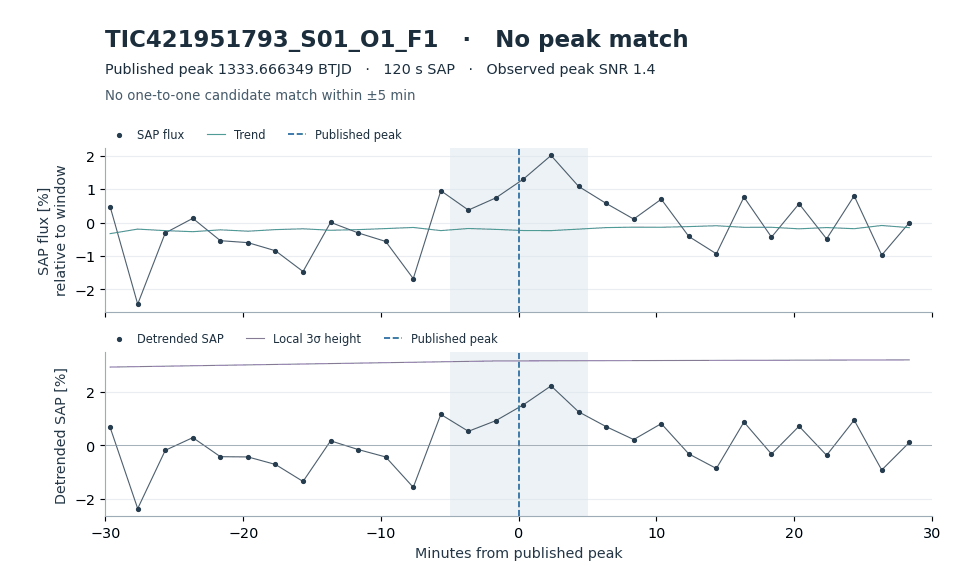 TIC421951793_S01_O1_F1 · No peak match
Published peak 1333.666349 BTJD · 120 s SAP · Observed peak SNR 1.4
No one-to-one candidate match within ±5 min
SAP flux Trend Published peak
SAP flux [%]
relative to window
2
1
0
−1
−2
Detrended SAP Local 3σ height Published peak
Detrended SAP [%]
2
0
−2
−30 −20 −10 0 10 20 30
Minutes from published peak